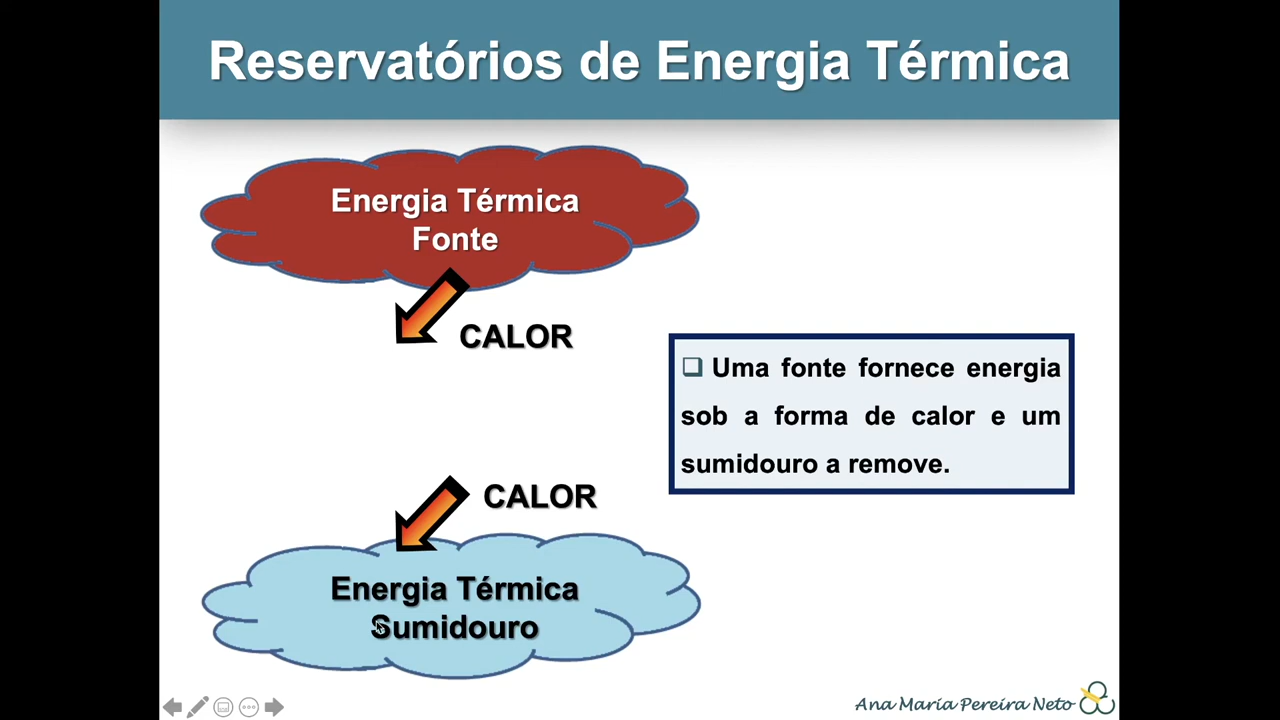 Reservatórios de Energia Térmica
Energia Térmica
Fonte
CALOR
Uma fonte fornece energia
sob a forma de calor e um
sumidouro a remove.
CALOR
Energia Térmica
Sumidouro
Ana Maria Pereira Neto